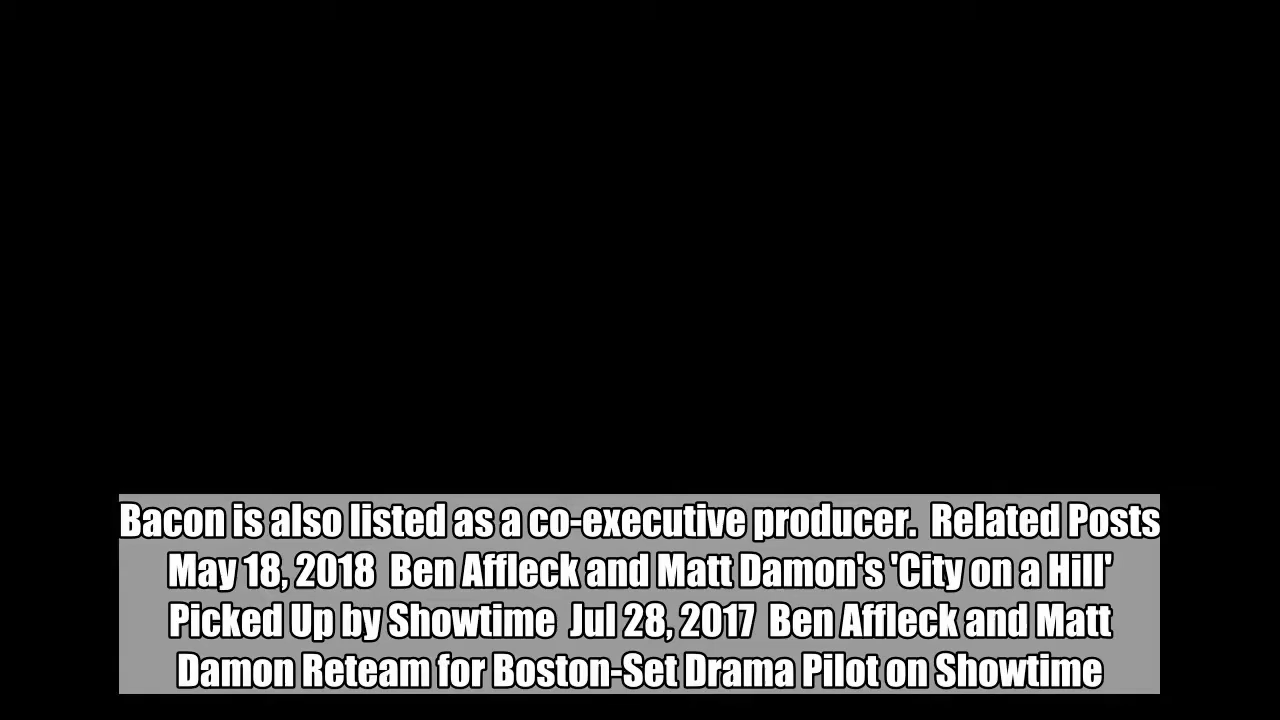 Bacon is also listed as a co-executive producer.  Related Posts
May 18, 2018  Ben Affleck and Matt Damon's 'City on a Hill'
Picked Up by Showtime  Jul 28, 2017  Ben Affleck and Matt
Damon Reteam for Boston-Set Drama Pilot on Showtime